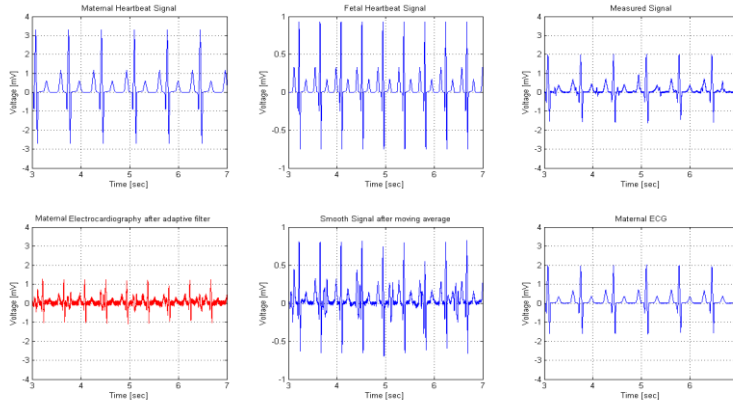 Maternal Heartbeat Signal
4
3
2
1
0
-1
-2
-3
-4
Voltage [mV]
3 4 5 6 7
Time [sec]
Fetal Heartbeat Signal
1
0.5
0
-0.5
-1
Voltage [mV]
3 4 5 6 7
Time [sec]
Measured Signal
4
3
2
1
0
-1
-2
-3
-4
Voltage [mV]
3 4 5 6
Time [sec]
Maternal Electrocardiography after adaptive filter
4
3
2
1
0
-1
-2
-3
-4
Voltage [mV]
3 4 5 6 7
Time [sec]
Smooth Signal after moving average
1
0.5
0
-0.5
-1
Voltage [mV]
3 4 5 6 7
Time [sec]
Maternal ECG
4
3
2
1
0
-1
-2
-3
-4
Voltage [mV]
3 4 5 6
Time [sec]